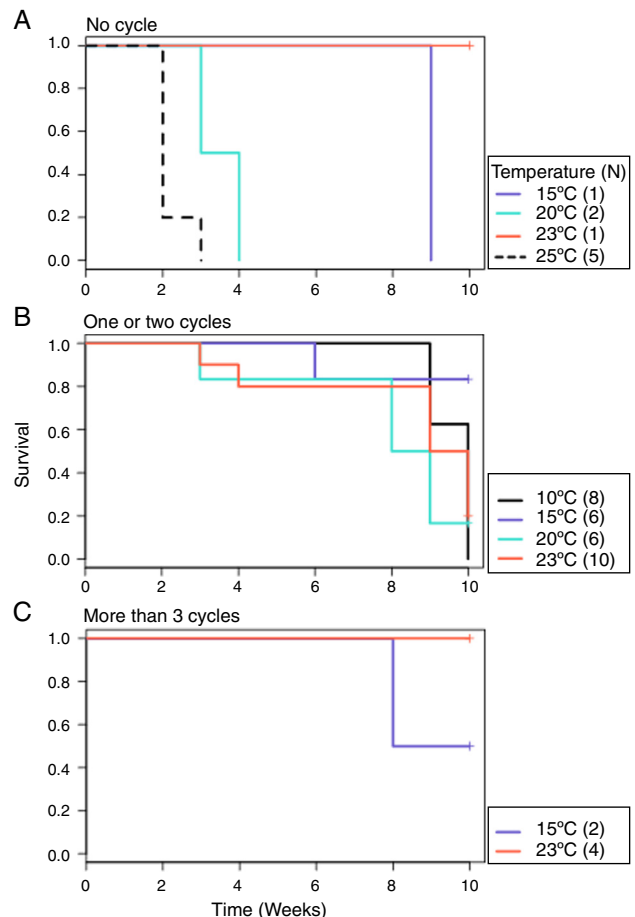 A
No cycle
1.0
0.8
0.6
0.4
0.2
0.0
0 2 4 6 8 10
Temperature (N)
15ºC (1)
20ºC (2)
23ºC (1)
25ºC (5)
B
One or two cycles
Survival
1.0
0.8
0.6
0.4
0.2
0.0
0 2 4 6 8 10
10ºC (8)
15ºC (6)
20ºC (6)
23ºC (10)
C
More than 3 cycles
1.0
0.8
0.6
0.4
0.2
0.0
0 2 4 6 8 10
15ºC (2)
23ºC (4)
Time (Weeks)